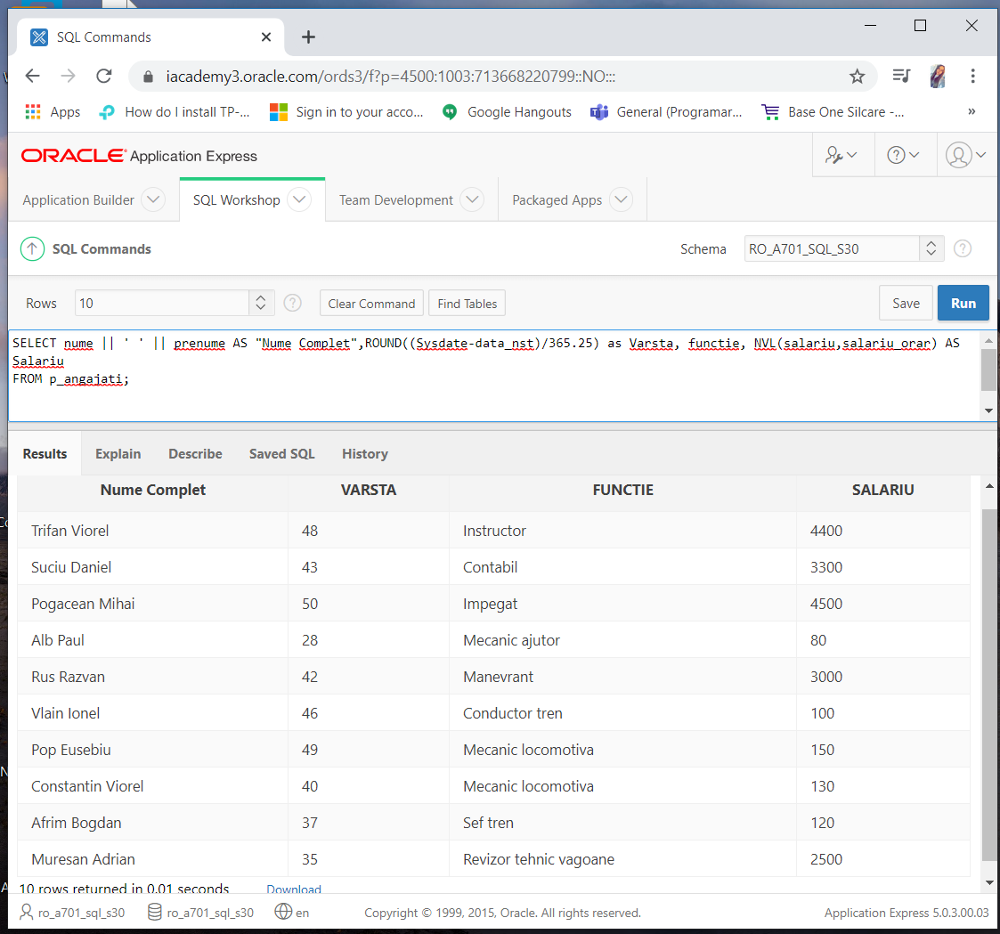 SQL Commands
iacademy3.oracle.com/ords3/f?p=4500:1003:713668220799::NO:::
Apps How do I install TP-... Sign in to your acco... Google Hangouts General (Programar... Base One Silcare -... »
ORACLE Application Express
Application Builder SQL Workshop Team Development Packaged Apps
SQL Commands Schema RO_A701_SQL_S30
Rows 10 Clear Command Find Tables Save Run
SELECT nume || ' ' || prenume AS "Nume Complet",ROUND((Sysdate-data_nst)/365.25) as Varsta, functie, NVL(salariu,salariu_orar) AS
Salariu
FROM p_angajati;
Results Explain Describe Saved SQL History
Nume Complet VARSTA FUNCTIE SALARIU
Trifan Viorel 48 Instructor 4400
Suciu Daniel 43 Contabil 3300
Pogacean Mihai 50 Impegat 4500
Alb Paul 28 Mecanic ajutor 80
Rus Razvan 42 Manevrant 3000
Vlain Ionel 46 Conductor tren 100
Pop Eusebiu 49 Mecanic locomotiva 150
Constantin Viorel 40 Mecanic locomotiva 130
Afrim Bogdan 37 Sef tren 120
Muresan Adrian 35 Revizor tehnic vagoane 2500
10 rows returned in 0.01 seconds Download
ro_a701_sql_s30 ro_a701_sql_s30 en Copyright © 1999, 2015, Oracle. All rights reserved. Application Express 5.0.3.00.03